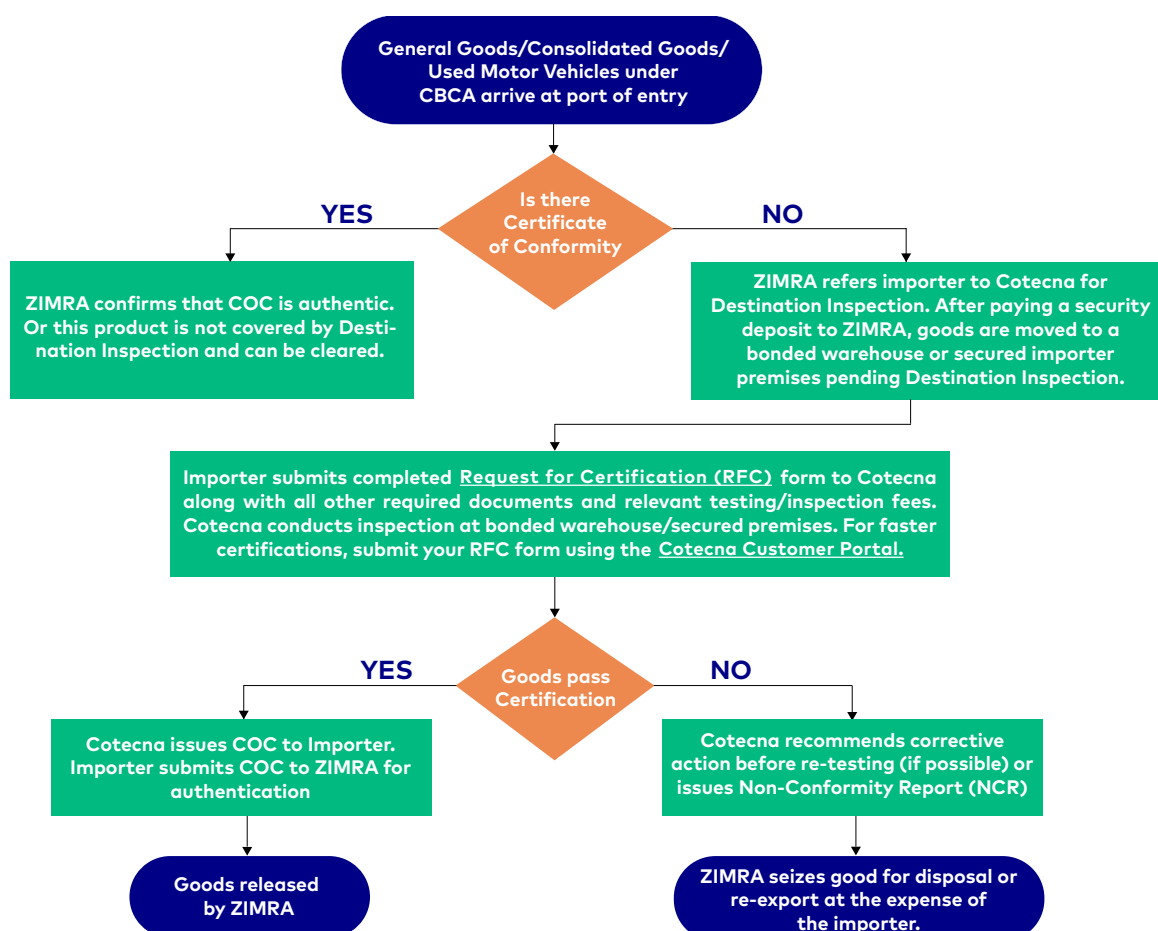 General Goods/Consolidated Goods/
Used Motor Vehicles under
CBCA arrive at port of entry
Is there
Certificate
of Conformity
YES
NO
ZIMRA confirms that COC is authentic.
Or this product is not covered by Desti-
nation Inspection and can be cleared.
ZIMRA refers importer to Cotecna for
Destination Inspection. After paying a security
deposit to ZIMRA, goods are moved to a
bonded warehouse or secured importer
premises pending Destination Inspection.
Importer submits completed Request for Certification (RFC) form to Cotecna
along with all other required documents and relevant testing/inspection fees.
Cotecna conducts inspection at bonded warehouse/secured premises. For faster
certifications, submit your RFC form using the Cotecna Customer Portal.
Goods pass
Certification
YES
NO
Cotecna issues COC to Importer.
Importer submits COC to ZIMRA for
authentication
Cotecna recommends corrective
action before re-testing (if possible) or
issues Non-Conformity Report (NCR)
Goods released
by ZIMRA
ZIMRA seizes good for disposal or
re-export at the expense of
the importer.